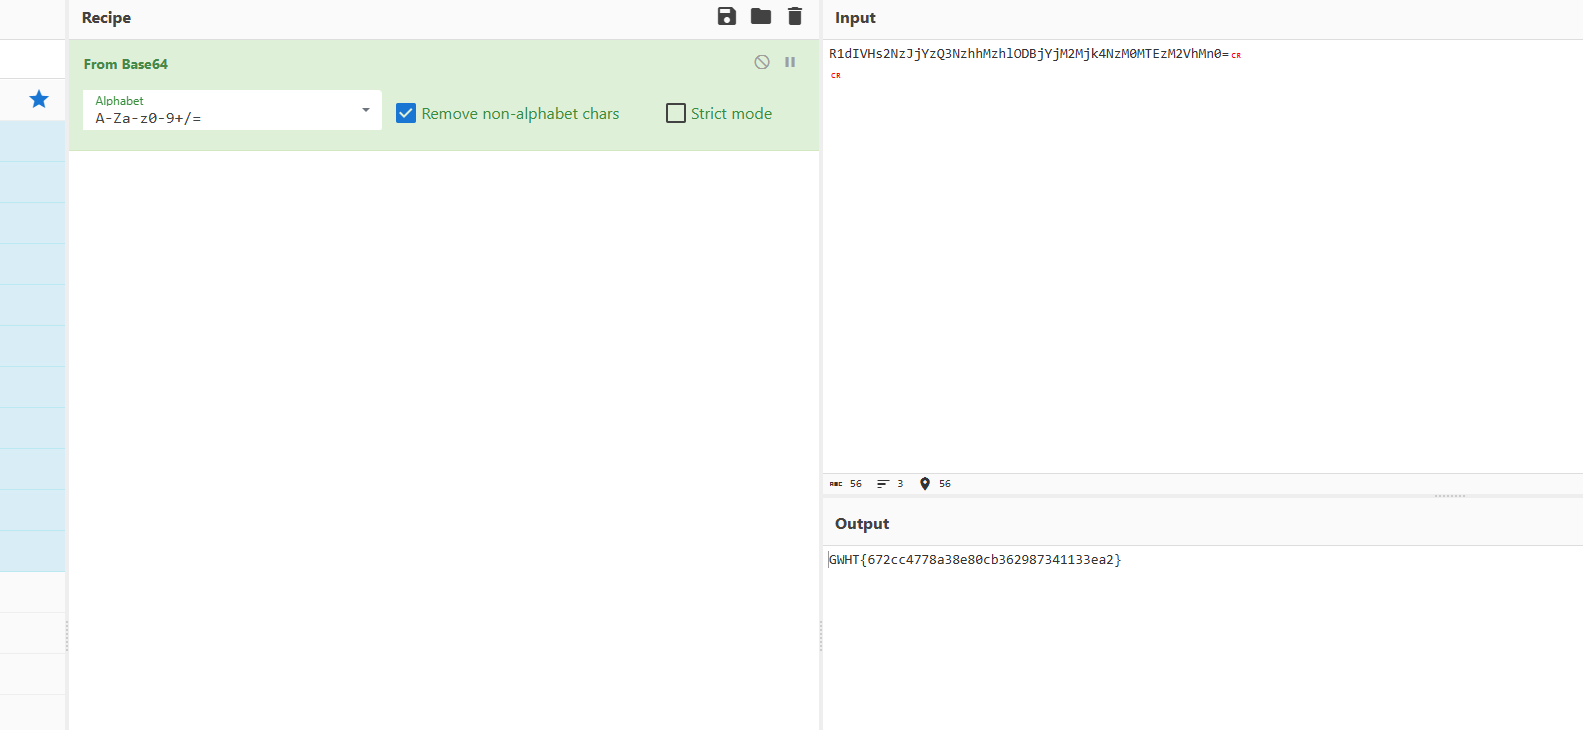 Recipe
From Base64
Alphabet
A-Za-z0-9+/=
Remove non-alphabet chars
Strict mode
Input
R1dIVHs2NzJjYzQ3NzhhMzhlODBjYjM2Mjk4NzM0MTEzM2VhMn0=CR
CR
ABC 56 3 56
Output
GWHT{672cc4778a38e80cb362987341133ea2}